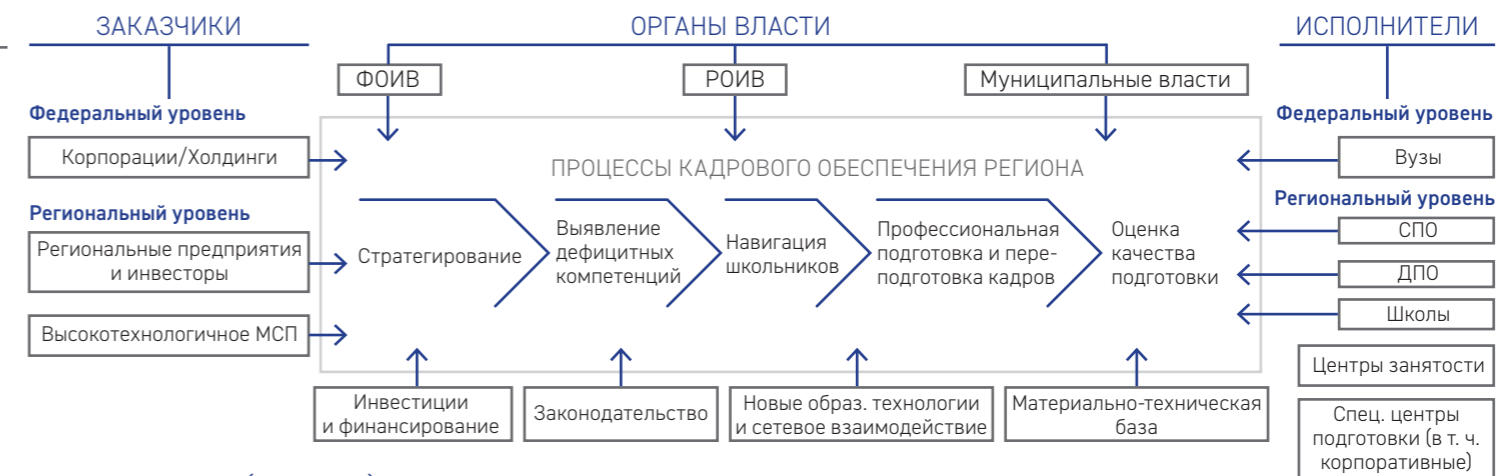 ЗАКАЗЧИКИ
ОРГАНЫ ВЛАСТИ
ИСПОЛНИТЕЛИ
ФОИВ
РОИВ
Муниципальные власти
Федеральный уровень
Корпорации/Холдинги
Региональный уровень
Региональные предприятия
и инвесторы
Высокотехнологичное МСП
ПРОЦЕССЫ КАДРОВОГО ОБЕСПЕЧЕНИЯ РЕГИОНА
Стратегирование
Выявление
дефицитных
компетенций
Навигация
школьников
Профессиональная
подготовка и пере-
подготовка кадров
Оценка
качества
подготовки
Федеральный уровень
Вузы
Региональный уровень
СПО
ДПО
Школы
Центры занятости
Спец. центры
подготовки (в т. ч.
корпоративные)
Инвестиции
и финансирование
Законодательство
Новые образ. технологии
и сетевое взаимодействие
Материально-техническая
база